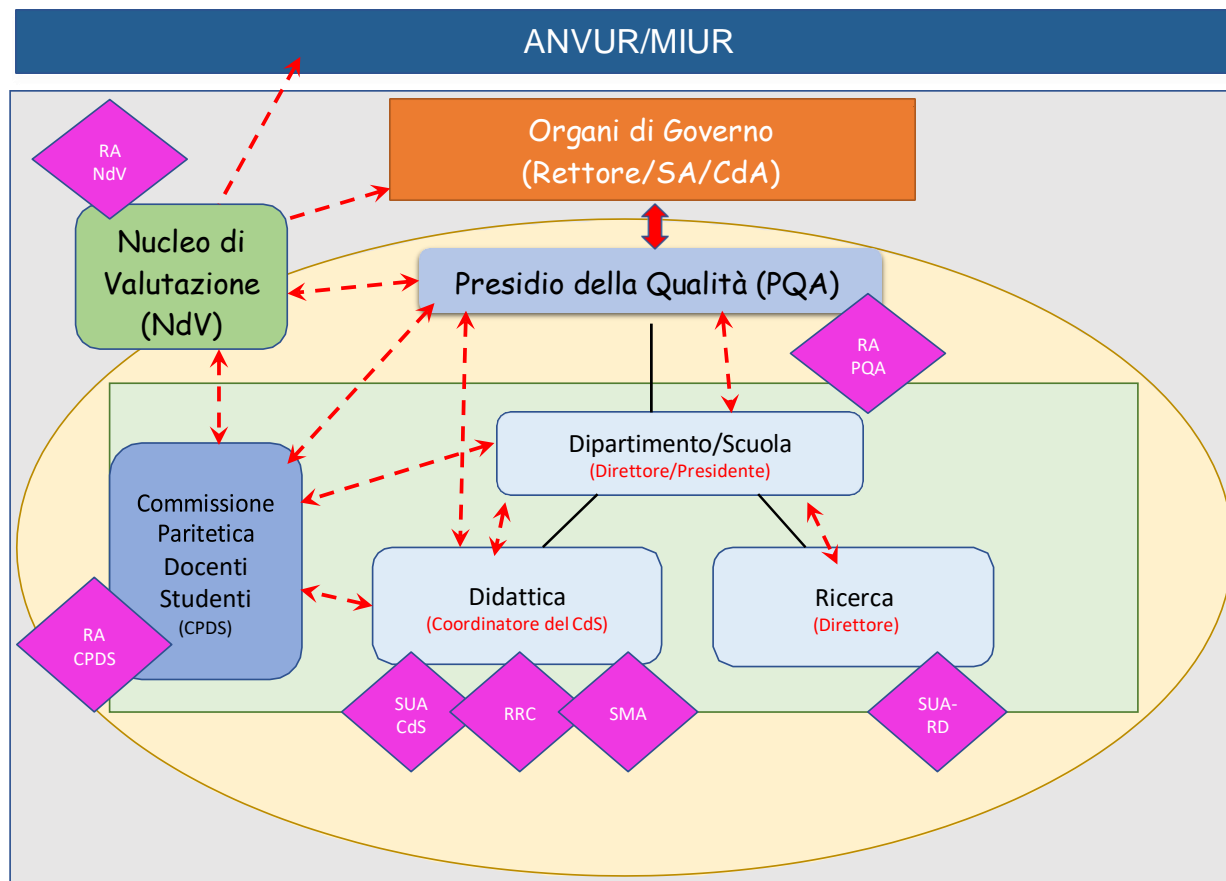 ANVUR/MIUR
RA
NdV
Organi di Governo
(Rettore/SA/CdA)
Nucleo di
Valutazione
(NdV)
Presidio della Qualità (PQA)
RA
PQA
Dipartimento/Scuola
(Direttore/Presidente)
Commissione
Paritetica
Docenti
Studenti
(CPDS)
RA
CPDS
Didattica
(Coordinatore del CdS)
Ricerca
(Direttore)
SUA
CdS
RRC
SMA
SUA-
RD